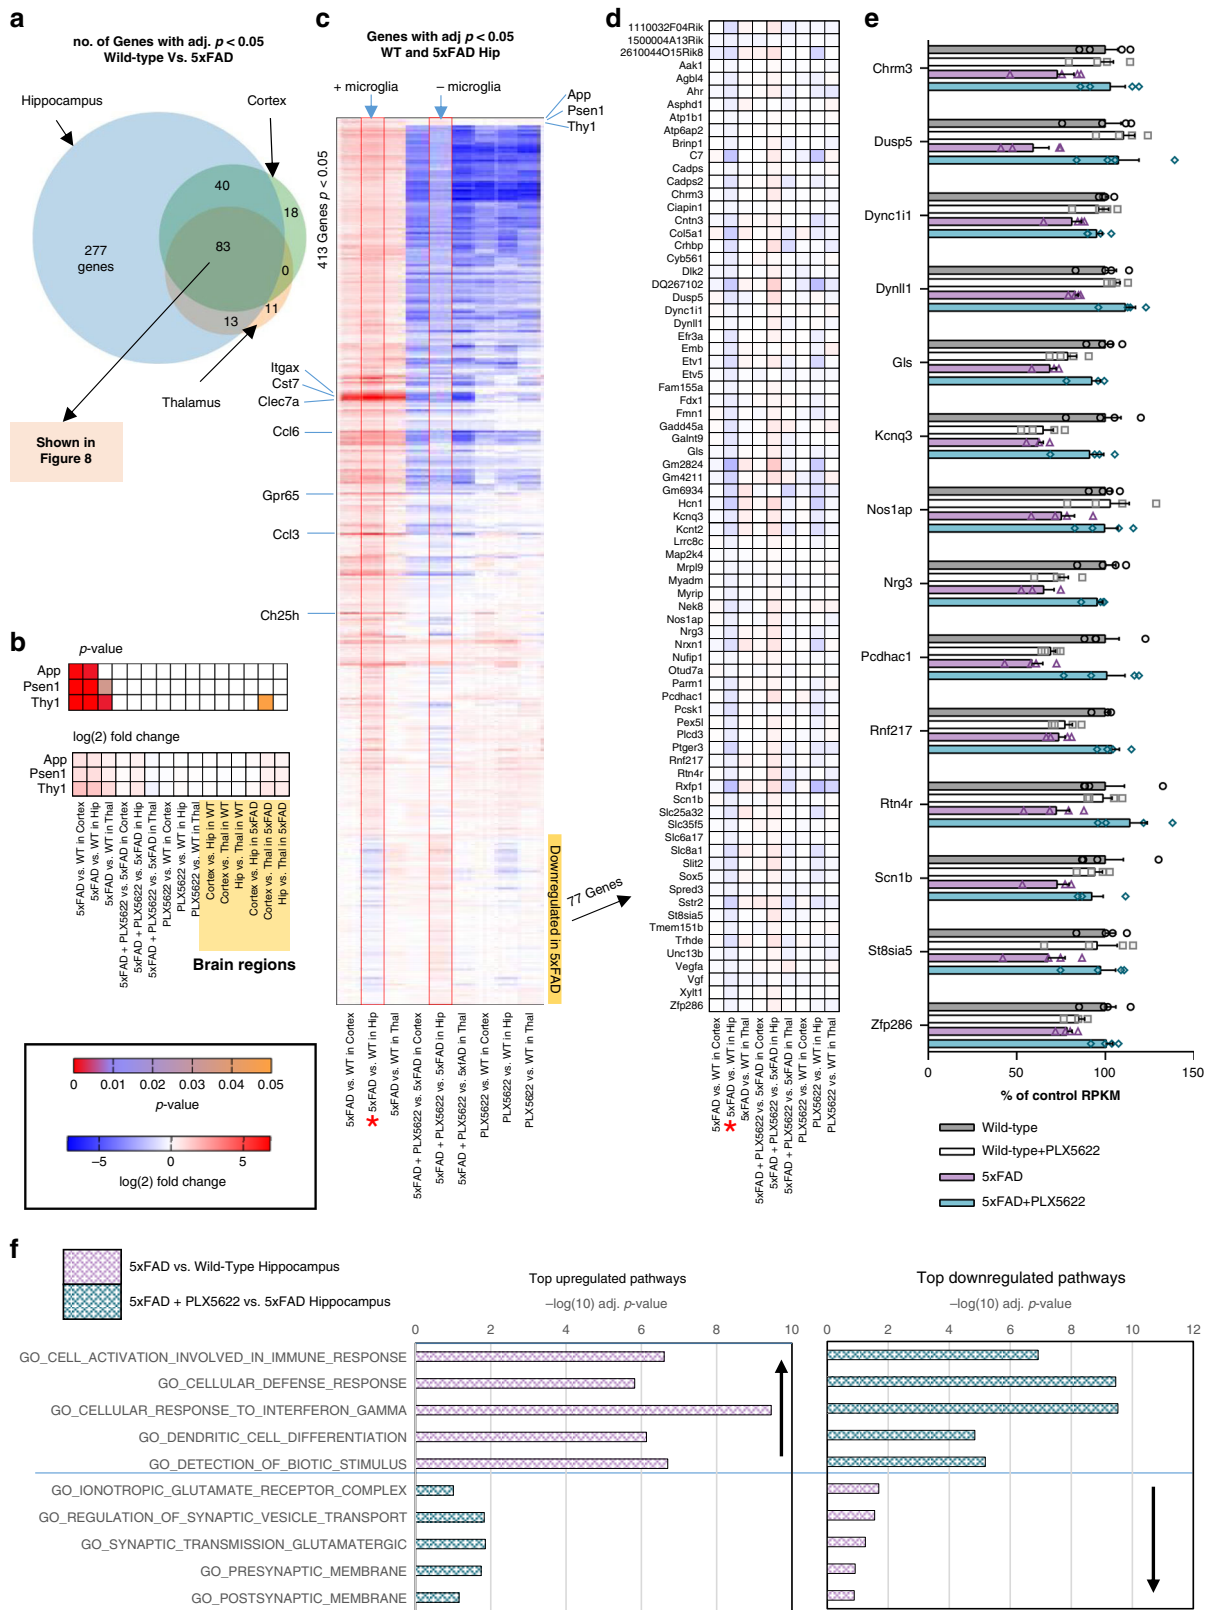 a
no. of Genes with adj. p < 0.05
Wild-type Vs. 5xFAD
Hippocampus
Cortex
40
18
83
277
genes
0
11
13
Thalamus
Shown in
Figure 8
b
p-value
App
Psen1
Thy1
log(2) fold change
App
Psen1
Thy1
5xFAD vs. WT in Cortex
5xFAD vs. WT in Hip
5xFAD vs. WT in Thal
5xFAD + PLX5622 vs. 5xFAD in Cortex
5xFAD + PLX5622 vs. 5xFAD in Hip
5xFAD + PLX5622 vs. 5xFAD in Thal
PLX5622 vs. WT in Cortex
PLX5622 vs. WT in Hip
PLX5622 vs. WT in Thal
Cortex vs. Hip in WT
Cortex vs. Thal in WT
Hip vs. Thal in WT
Cortex vs. Hip in 5xFAD
Cortex vs. Thal in 5xFAD
Hip vs. Thal in 5xFAD
Brain regions
0 0.01 0.02 0.03 0.04 0.05
p-value
−5 0 5
log(2) fold change
c
Genes with adj p < 0.05
WT and 5xFAD Hip
+ microglia
− microglia
App
Psen1
Thy1
413 Genes p < 0.05
Itgax
Cst7
Clec7a
Ccl6
Gpr65
Ccl3
Ch25h
Downregulated in 5xFAD
77 Genes
5xFAD vs. WT in Cortex
* 5xFAD vs. WT in Hip
5xFAD vs. WT in Thal
5xFAD + PLX5622 vs. 5xFAD in Cortex
5xFAD + PLX5622 vs. 5xFAD in Hip
5xFAD + PLX5622 vs. 5xfAD in Thal
PLX5622 vs. WT in Cortex
PLX5622 vs. WT in Hip
PLX5622 vs. WT in Thal
d
1110032F04Rik
1500004A13Rik
2610044O15Rik8
Aak1
Agbl4
Ahr
Asphd1
Atp1b1
Atp6ap2
Brinp1
C7
Cadps
Cadps2
Chrm3
Ciapin1
Cntn3
Col5a1
Crhbp
Cyb561
Dlk2
DQ267102
Dusp5
Dync1i1
Dynll1
Efr3a
Emb
Etv1
Etv5
Fam155a
Fdx1
Fmn1
Gadd45a
Galnt9
Gls
Gm2824
Gm4211
Gm6934
Hcn1
Kcnq3
Kcnt2
Lrrc8c
Map2k4
Mrpl9
Myadm
Myrip
Nek8
Nos1ap
Nrg3
Nrxn1
Nufip1
Otud7a
Parm1
Pcdhac1
Pcsk1
Pex5l
Plcd3
Ptger3
Rnf217
Rtn4r
Rxfp1
Scn1b
Slc25a32
Slc35f5
Slc6a17
Slc8a1
Slit2
Sox5
Spred3
Sstr2
St8sia5
Tmem151b
Trhde
Unc13b
Vegfa
Vgf
Xylt1
Zfp286
5xFAD vs. WT in Cortex
* 5xFAD vs. WT in Hip
5xFAD vs. WT in Thal
5xFAD + PLX5622 vs. 5xFAD in Cortex
5xFAD + PLX5622 vs. 5xFAD in Hip
5xFAD + PLX5622 vs. 5xFAD in Thal
PLX5622 vs. WT in Cortex
PLX5622 vs. WT in Hip
PLX5622 vs. WT in Thal
e
Chrm3
Dusp5
Dync1i1
Dynll1
Gls
Kcnq3
Nos1ap
Nrg3
Pcdhac1
Rnf217
Rtn4r
Scn1b
St8sia5
Zfp286
0 50 100 150
% of control RPKM
Wild-type
Wild-type+PLX5622
5xFAD
5xFAD+PLX5622
f
5xFAD vs. Wild-Type Hippocampus
5xFAD + PLX5622 vs. 5xFAD Hippocampus
Top upregulated pathways
−log(10) adj. p-value
0 2 4 6 8 10
Top downregulated pathways
−log(10) adj. p-value
0 2 4 6 8 10 12
GO_CELL_ACTIVATION_INVOLVED_IN_IMMUNE_RESPONSE
GO_CELLULAR_DEFENSE_RESPONSE
GO_CELLULAR_RESPONSE_TO_INTERFERON_GAMMA
GO_DENDRITIC_CELL_DIFFERENTIATION
GO_DETECTION_OF_BIOTIC_STIMULUS
GO_IONOTROPIC_GLUTAMATE_RECEPTOR_COMPLEX
GO_REGULATION_OF_SYNAPTIC_VESICLE_TRANSPORT
GO_SYNAPTIC_TRANSMISSION_GLUTAMATERGIC
GO_PRESYNAPTIC_MEMBRANE
GO_POSTSYNAPTIC_MEMBRANE